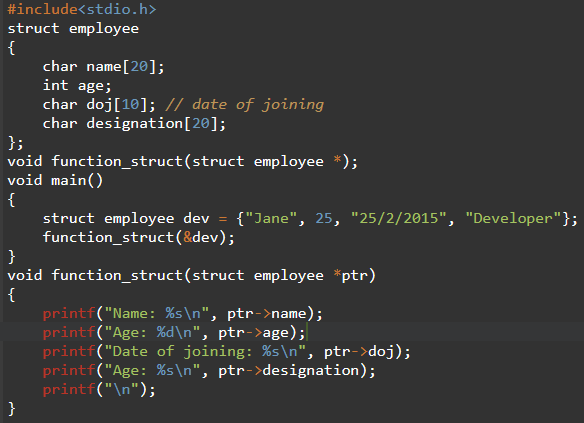 #include<stdio.h>
struct employee
{
    char name[20];
    int age;
    char doj[10]; // date of joining
    char designation[20];
};
void function_struct(struct employee *);
void main()
{
    struct employee dev = {"Jane", 25, "25/2/2015", "Developer"};
    function_struct(&dev);
}
void function_struct(struct employee *ptr)
{
    printf("Name: %s\n", ptr->name);
    printf("Age: %d\n", ptr->age);
    printf("Date of joining: %s\n", ptr->doj);
    printf("Age: %s\n", ptr->designation);
    printf("\n");
}